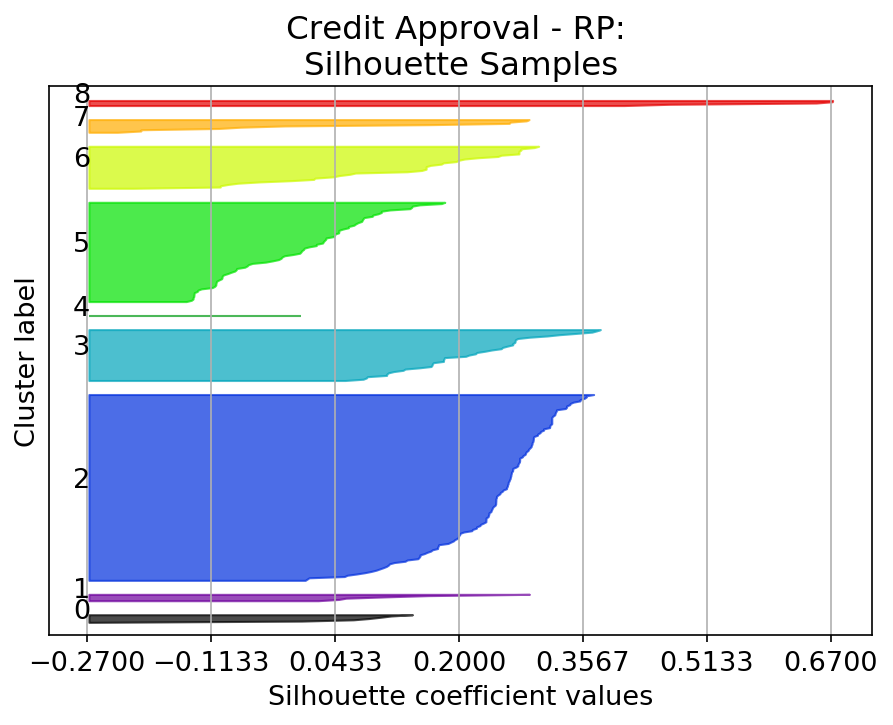 Credit Approval - RP:
Silhouette Samples
8
7
6
5
4
3
2
1
0
Cluster label
−0.2700 −0.1133 0.0433 0.2000 0.3567 0.5133 0.6700
Silhouette coefficient values